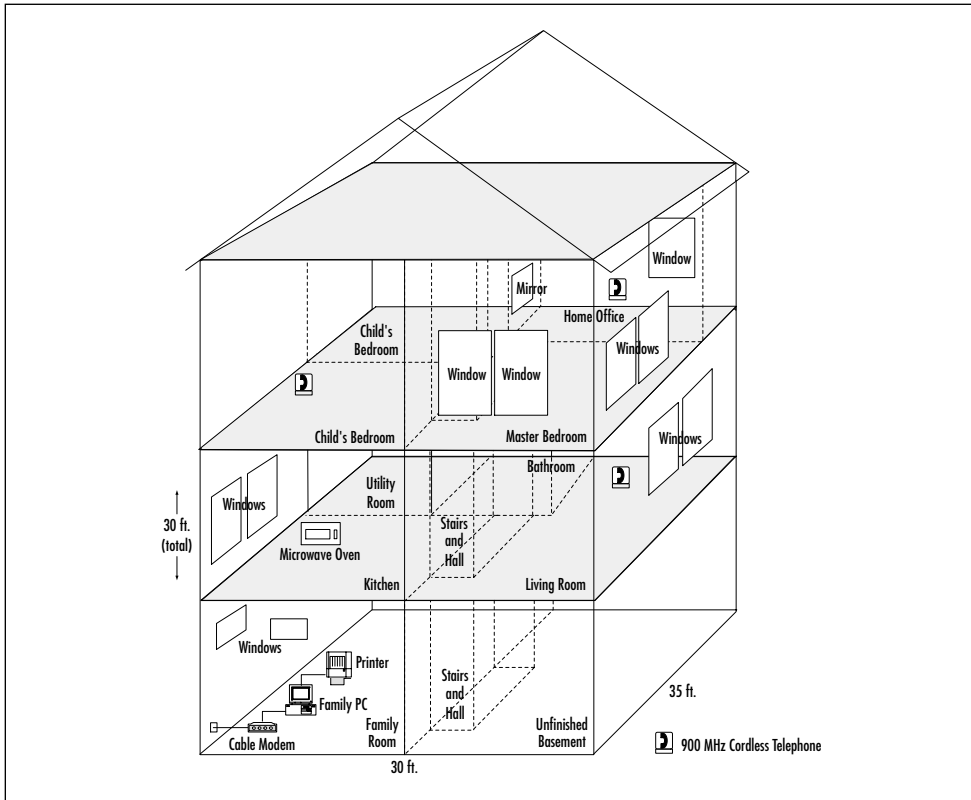 Window
Mirror
Home Office
Child's
Bedroom
Windows
Window
Window
Child's Bedroom
Master Bedroom
Windows
Bathroom
Utility
Room
Windows
30 ft.
(total)
Stairs
and
Hall
Microwave Oven
Kitchen
Living Room
Windows
Printer
Family PC
Stairs
and
Hall
35 ft.
Cable Modem
Family
Room
Unfinished
Basement
900 MHz Cordless Telephone
30 ft.